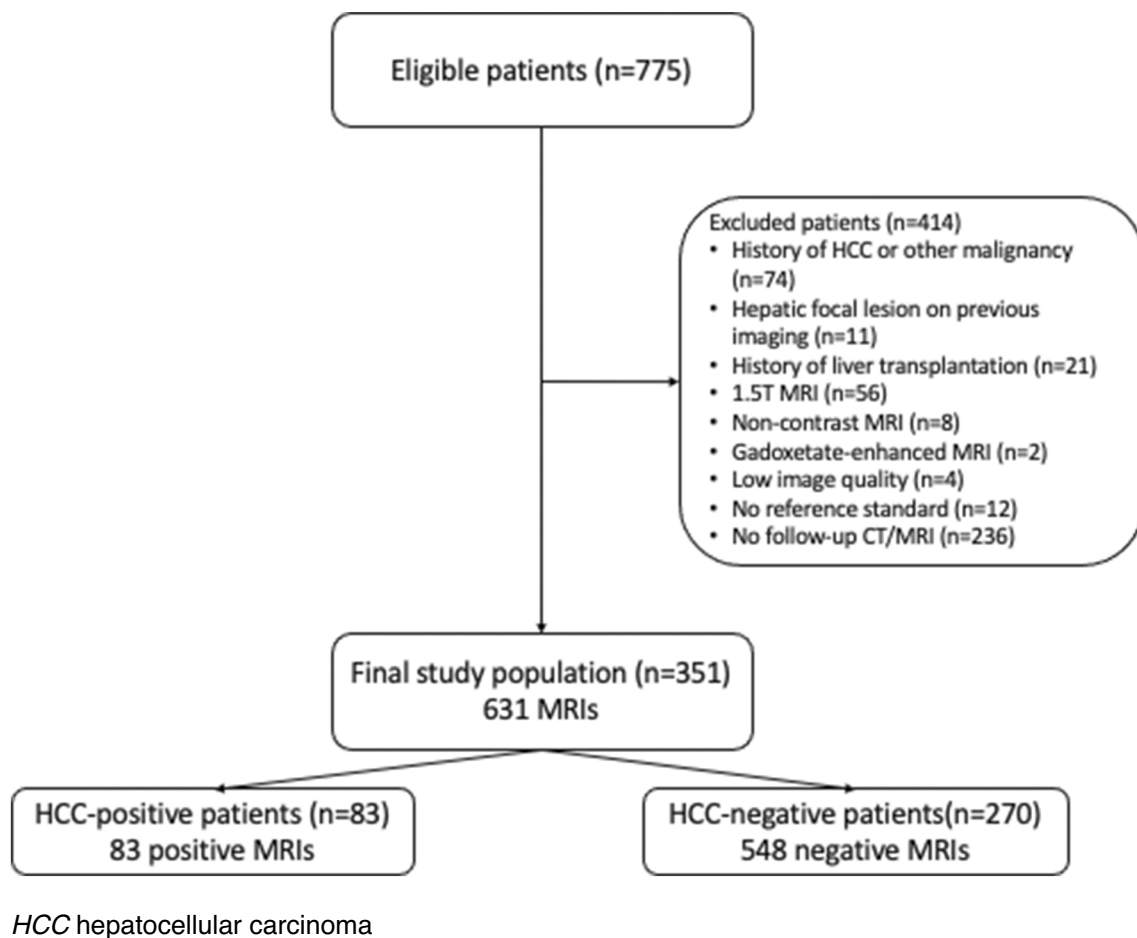 Eligible patients (n=775)
Excluded patients (n=414)
• History of HCC or other malignancy
(n=74)
• Hepatic focal lesion on previous
imaging (n=11)
• History of liver transplantation (n=21)
• 1.5T MRI (n=56)
• Non-contrast MRI (n=8)
• Gadoxetate-enhanced MRI (n=2)
• Low image quality (n=4)
• No reference standard (n=12)
• No follow-up CT/MRI (n=236)
Final study population (n=351)
631 MRIs
HCC-positive patients (n=83)
83 positive MRIs
HCC-negative patients(n=270)
548 negative MRIs
HCC hepatocellular carcinoma